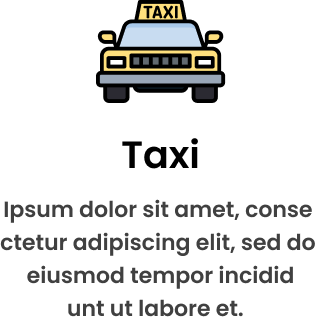 TAXI
Taxi
Ipsum dolor sit amet, conse
ctetur adipiscing elit, sed do
eiusmod tempor incidid
unt ut labore et.